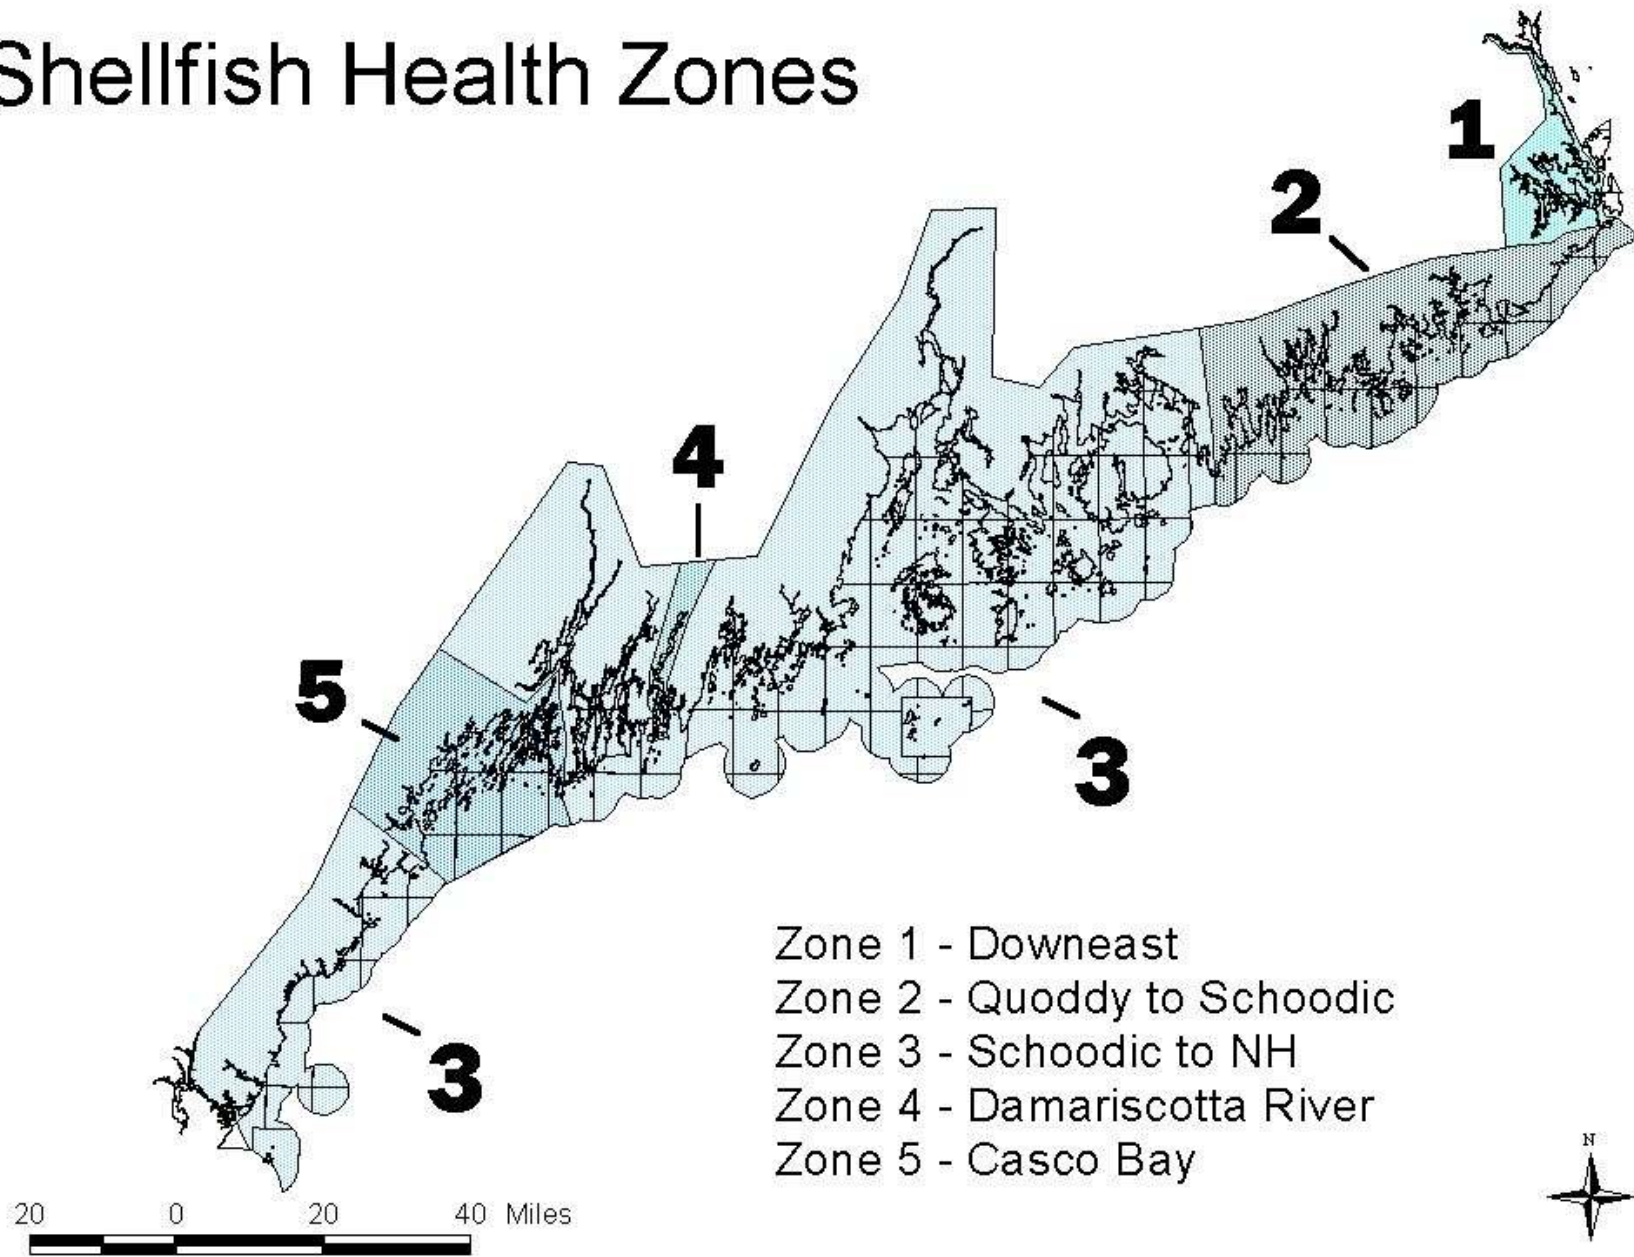 Shellfish Health Zones
1
2
4
5
3
3
Zone 1 - Downeast
Zone 2 - Quoddy to Schoodic
Zone 3 - Schoodic to NH
Zone 4 - Damariscotta River
Zone 5 - Casco Bay
N
20 0 20 40 Miles